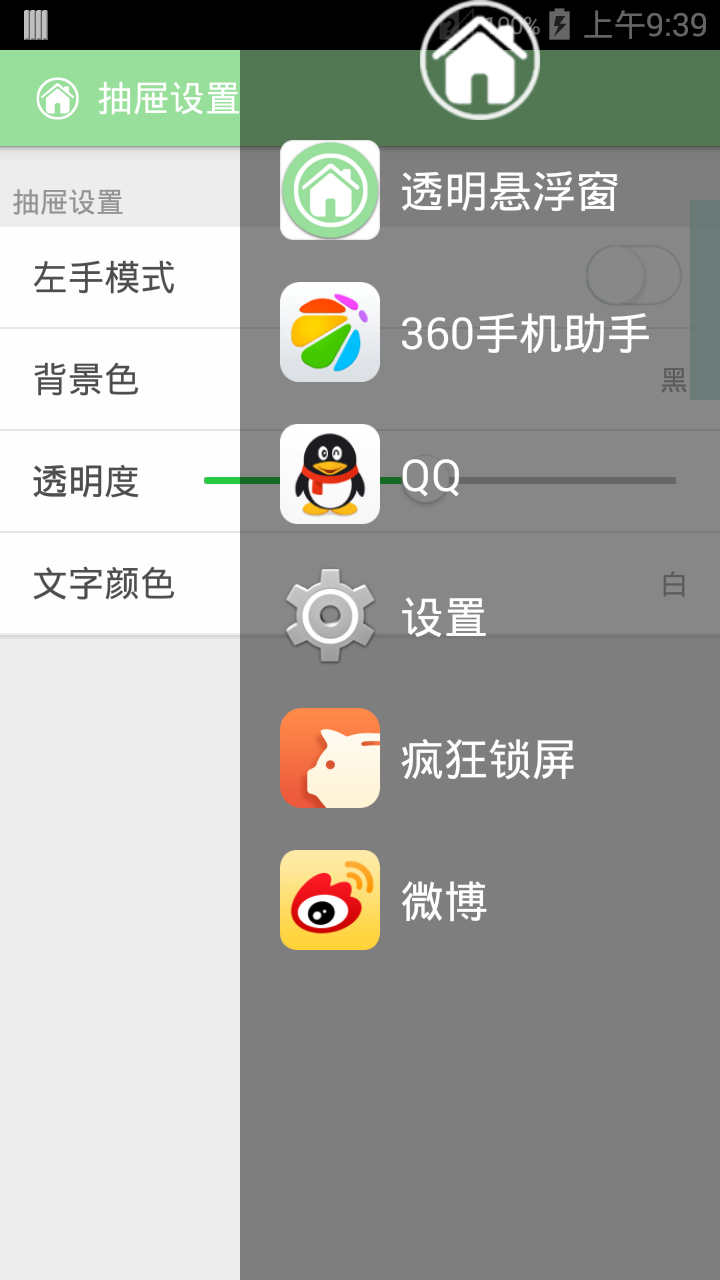 100% 上午9:39
抽屉设置
抽屉设置
左手模式
背景色 黑
透明度
文字颜色 白
透明悬浮窗
360手机助手
QQ
设置
疯狂锁屏
微博